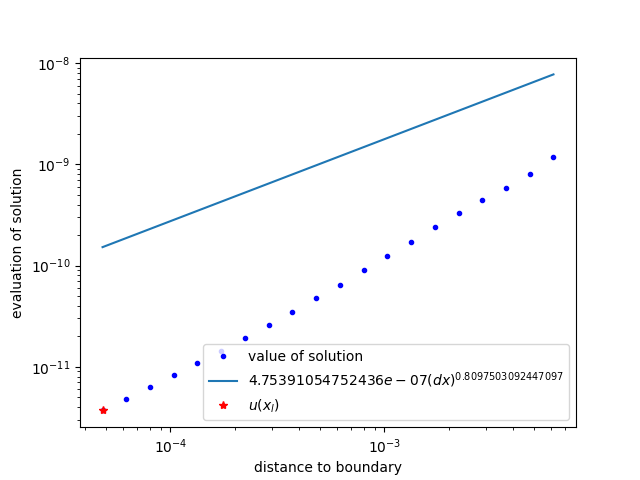 10⁻⁸
10⁻⁹
10⁻¹⁰
10⁻¹¹
evaluation of solution
value of solution
4.75391054752436e − 07(dx)^0.8097503092447097
u(x_l)
10⁻⁴
10⁻³
distance to boundary